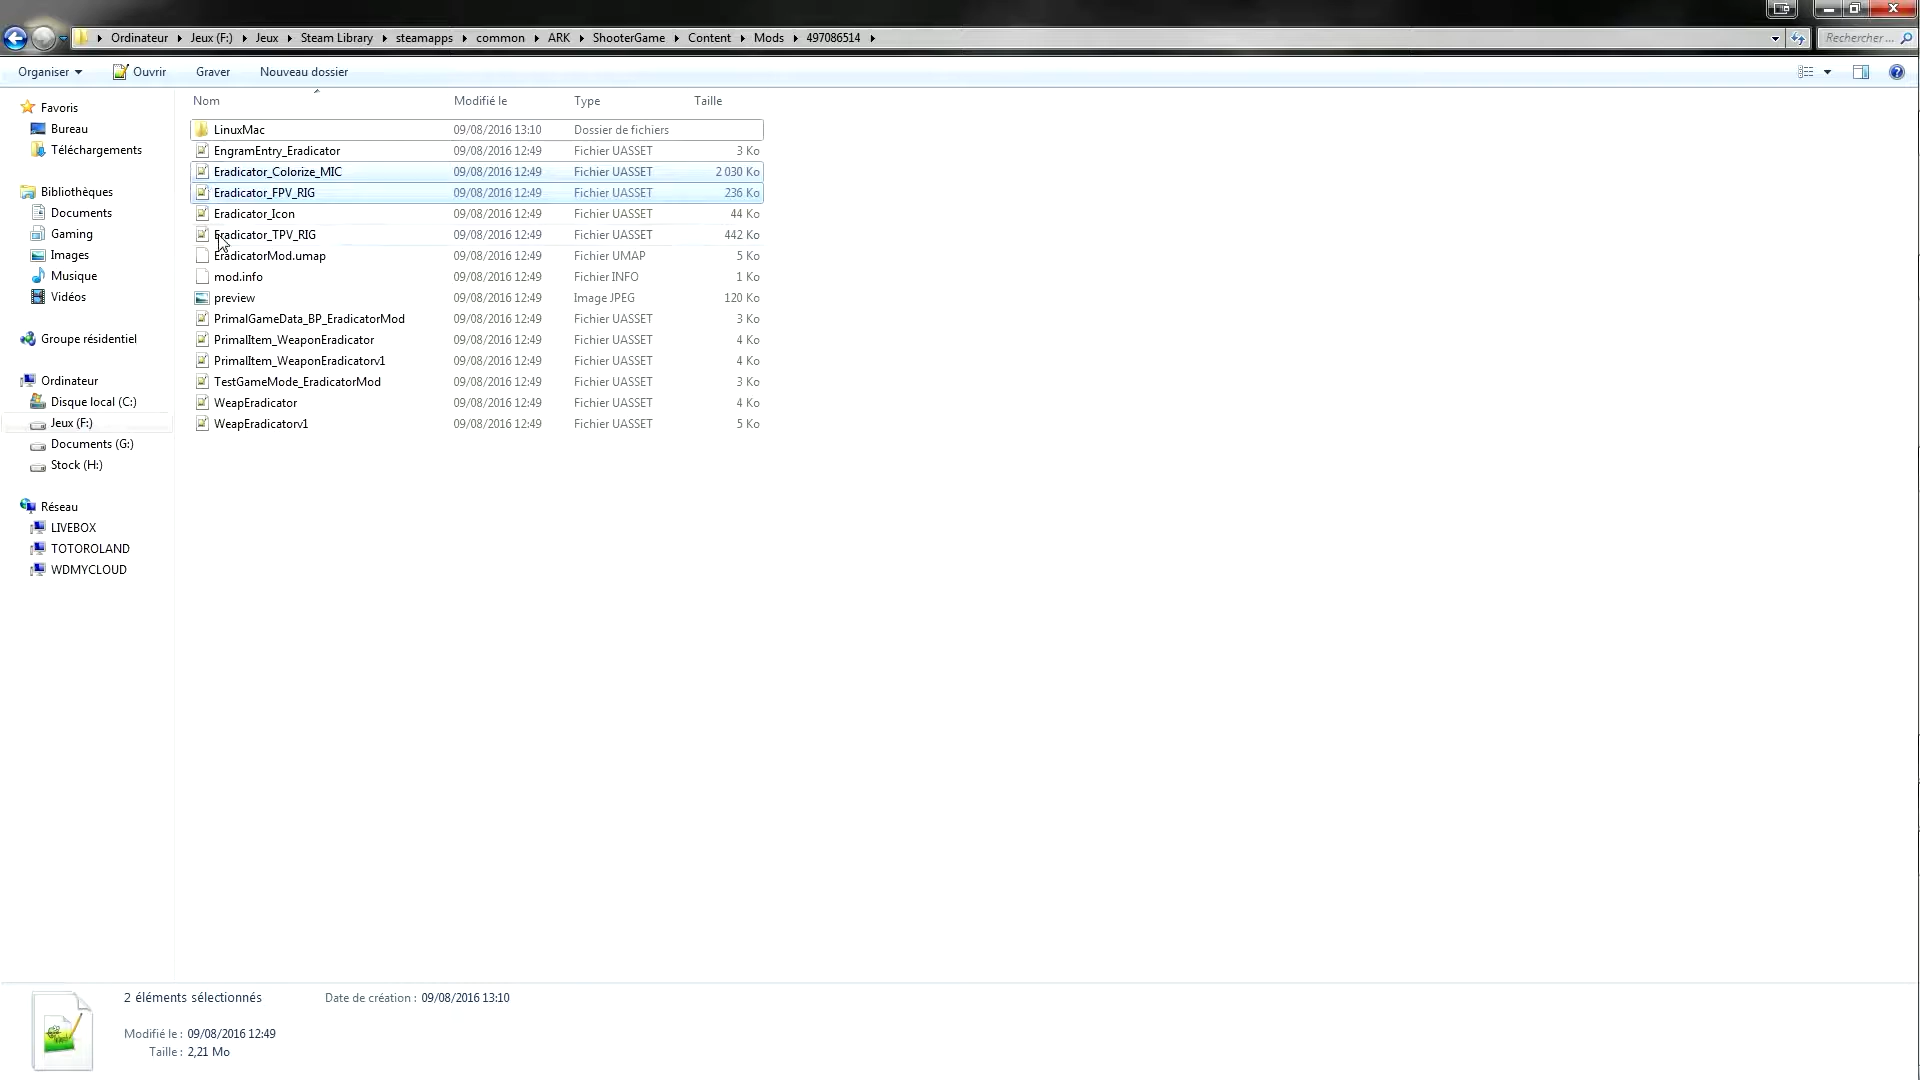 Ordinateur Jeux (F:) Jeux Steam Library steamapps common ARK ShooterGame Content Mods 497086514 Rechercher ...
Organiser Ouvrir Graver Nouveau dossier
Nom Modifié le Type Taille
LinuxMac 09/08/2016 13:10 Dossier de fichiers
EngramEntry_Eradicator 09/08/2016 12:49 Fichier UASSET 3 Ko
Eradicator_Colorize_MIC 09/08/2016 12:49 Fichier UASSET 2 030 Ko
Eradicator_FPV_RIG 09/08/2016 12:49 Fichier UASSET 236 Ko
Eradicator_Icon 09/08/2016 12:49 Fichier UASSET 44 Ko
Eradicator_TPV_RIG 09/08/2016 12:49 Fichier UASSET 442 Ko
EradicatorMod.umap 09/08/2016 12:49 Fichier UMAP 5 Ko
mod.info 09/08/2016 12:49 Fichier INFO 1 Ko
preview 09/08/2016 12:49 Image JPEG 120 Ko
PrimalGameData_BP_EradicatorMod 09/08/2016 12:49 Fichier UASSET 3 Ko
PrimalItem_WeaponEradicator 09/08/2016 12:49 Fichier UASSET 4 Ko
PrimalItem_WeaponEradicatorv1 09/08/2016 12:49 Fichier UASSET 4 Ko
TestGameMode_EradicatorMod 09/08/2016 12:49 Fichier UASSET 3 Ko
WeapEradicator 09/08/2016 12:49 Fichier UASSET 4 Ko
WeapEradicatorv1 09/08/2016 12:49 Fichier UASSET 5 Ko
Favoris
Bureau
Téléchargements
Bibliothèques
Documents
Gaming
Images
Musique
Vidéos
Groupe résidentiel
Ordinateur
Disque local (C:)
Jeux (F:)
Documents (G:)
Stock (H:)
Réseau
LIVEBOX
TOTOROLAND
WDMYCLOUD
2 éléments sélectionnés Date de création : 09/08/2016 13:10
Modifié le : 09/08/2016 12:49
Taille : 2,21 Mo